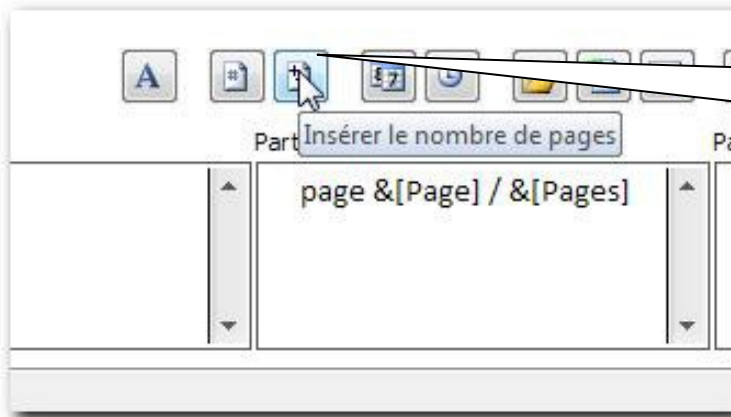 A
Insérer le nombre de pages
Part
Pa
page &[Page] / &[Pages]